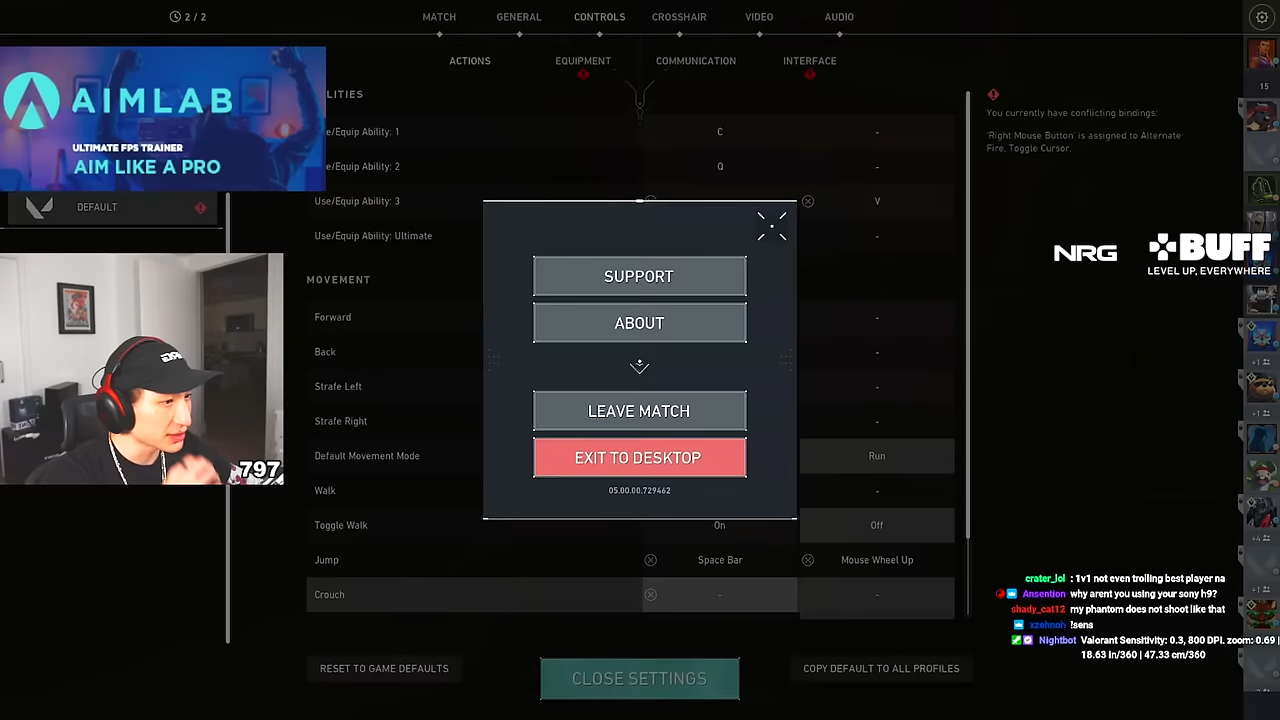 2 / 2
MATCH
GENERAL
CONTROLS
CROSSHAIR
VIDEO
AUDIO
ACTIONS
EQUIPMENT
COMMUNICATION
INTERFACE
AIMLAB
ULTIMATE FPS TRAINER
AIM LIKE A PRO
DEFAULT
ILITIES
e/Equip Ability: 1
C
-
e/Equip Ability: 2
Q
-
Use/Equip Ability: 3
V
Use/Equip Ability: Ultimate
-
MOVEMENT
Forward
-
Back
-
Strafe Left
-
Strafe Right
-
Default Movement Mode
Run
Walk
-
Toggle Walk
On
Off
Jump
Space Bar
Mouse Wheel Up
Crouch
-
-
SUPPORT
ABOUT
LEAVE MATCH
EXIT TO DESKTOP
05.00.00.729462
RESET TO GAME DEFAULTS
CLOSE SETTINGS
COPY DEFAULT TO ALL PROFILES
You currently have conflicting bindings:
'Right Mouse Button' is assigned to Alternate
Fire, Toggle Cursor.
NRG
BUFF
LEVEL UP, EVERYWHERE
797
crater_lol : 1v1 not even trolling best player na
Ansention why arent you using your sony h9?
shady_cat12 my phantom does not shoot like that
xzehnoh !sens
Nightbot Valorant Sensitivity: 0.3, 800 DPI. zoom: 0.69 |
18.63 in/360 | 47.33 cm/360
15
+1
+1
+4
+1